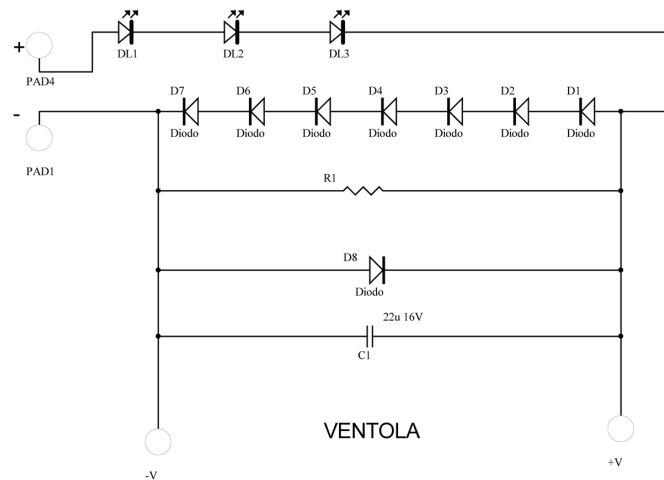 +
DL1 DL2 DL3
PAD4
D7 D6 D5 D4 D3 D2 D1
-
Diodo Diodo Diodo Diodo Diodo Diodo Diodo
PAD1
R1
D8
Diodo
22u 16V
C1
VENTOLA
-V
+V